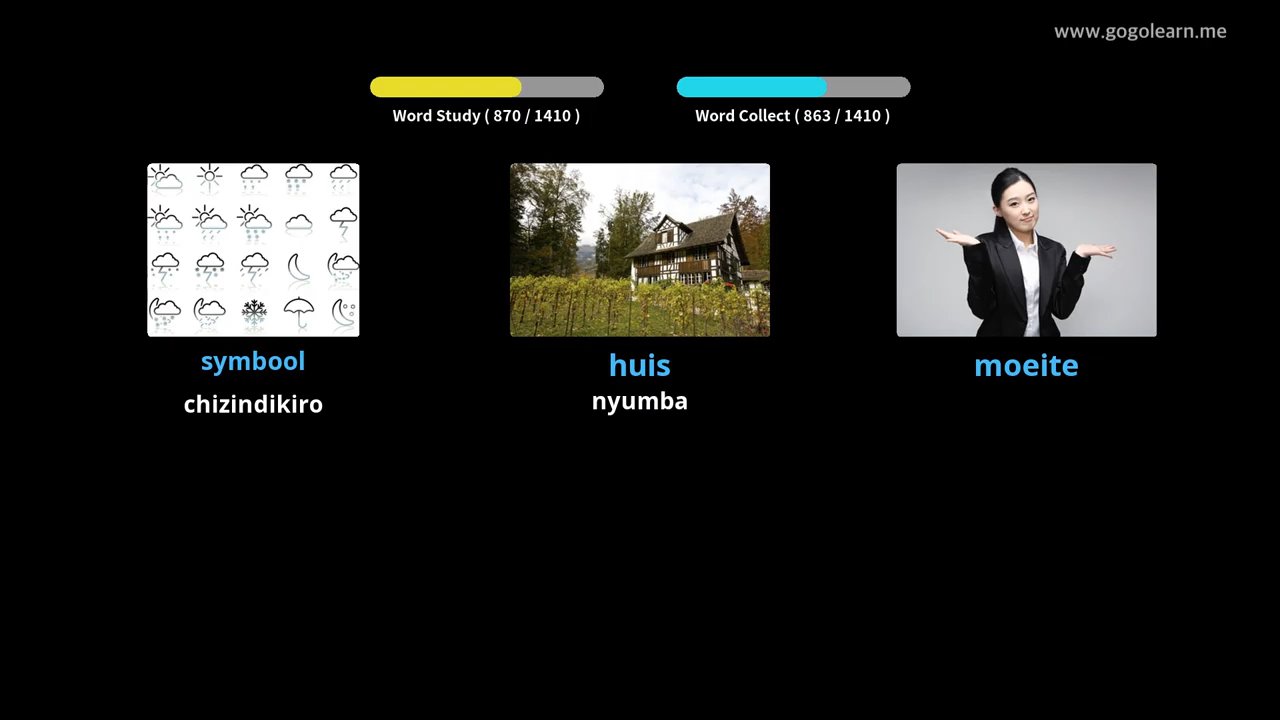 www.gogolearn.me
Word Study ( 870 / 1410 )
Word Collect ( 863 / 1410 )
symbool
chizindikiro
huis
nyumba
moeite